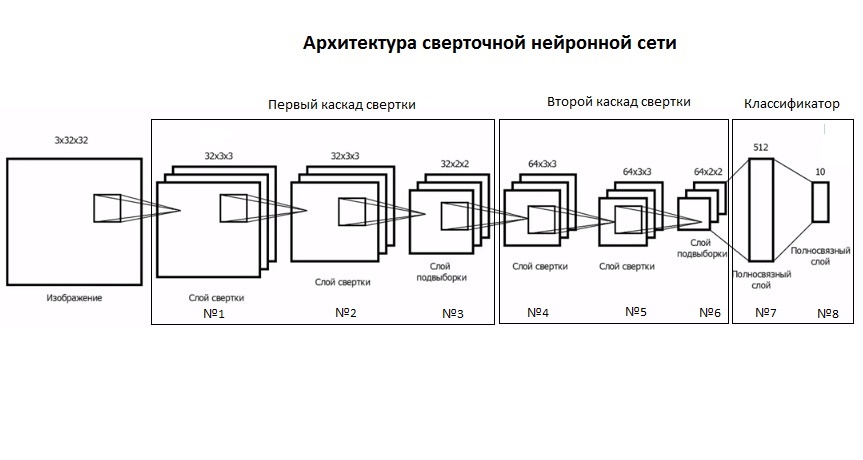 Архитектура сверточной нейронной сети
Первый каскад свертки
Второй каскад свертки
Классификатор
3x32x32
Изображение
32x3x3
Слой свертки
№1
32x3x3
Слой свертки
№2
32x2x2
Слой
подвыборки
№3
64x3x3
Слой свертки
№4
64x3x3
Слой свертки
№5
64x2x2
Слой
подвыборки
№6
512
Полносвязный
слой
№7
10
Полносвязный
слой
№8